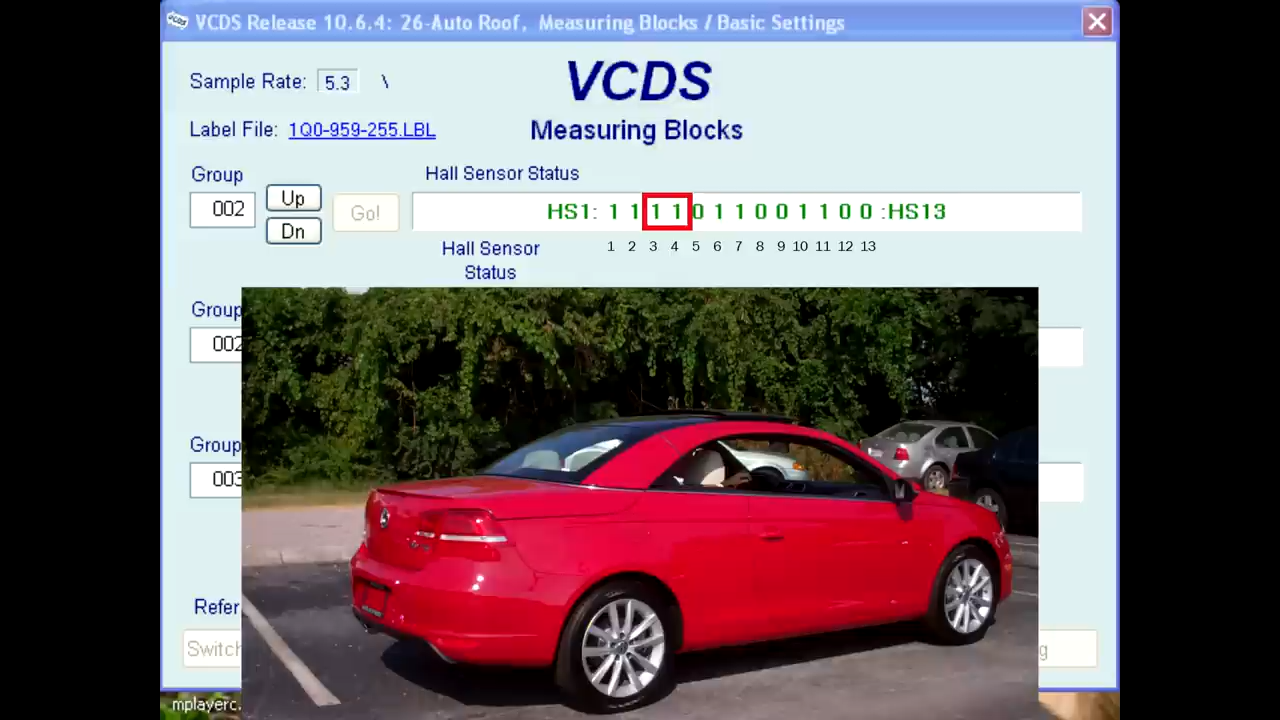 VCDS Release 10.6.4: 26-Auto Roof, Measuring Blocks / Basic Settings
Sample Rate: 5.3 \
VCDS
Label File: 1Q0-959-255.LBL
Measuring Blocks
Group
Hall Sensor Status
002
Up
Dn
Go!
HS1: 1 1 1 1 0 1 1 0 0 1 1 0 0 :HS13
1 2 3 4 5 6 7 8 9 10 11 12 13
Hall Sensor
Status
Group
002
Group
003
Refer
Switch
g
mplayerc.